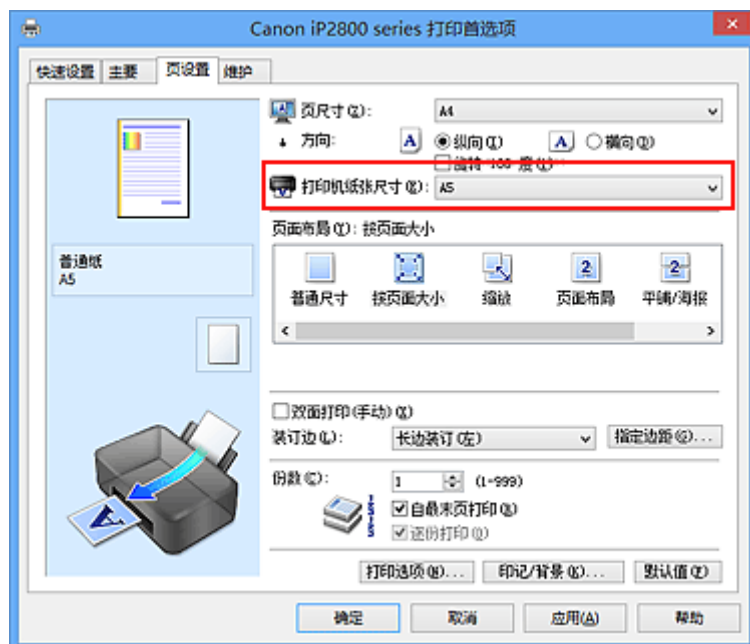 Canon iP2800 series 打印首选项
快速设置 主要 页设置 维护
页尺寸(Z): A4
方向: A 纵向(T) A 横向(O)
打印机纸张尺寸(R): A5
页面布局(Y): 按页面大小
普通纸
A5
2 2
普通尺寸 按页面大小 缩放 页面布局 平铺/海报
双面打印(手动)(X)
装订边(L): 长边装订(左) 指定边距(G)...
份数(C): 1 (1-999)
自最末页打印(B)
逐份打印(Q)
打印选项(N)... 印记/背景(K)... 默认值(F)
确定 取消 应用(A) 帮助